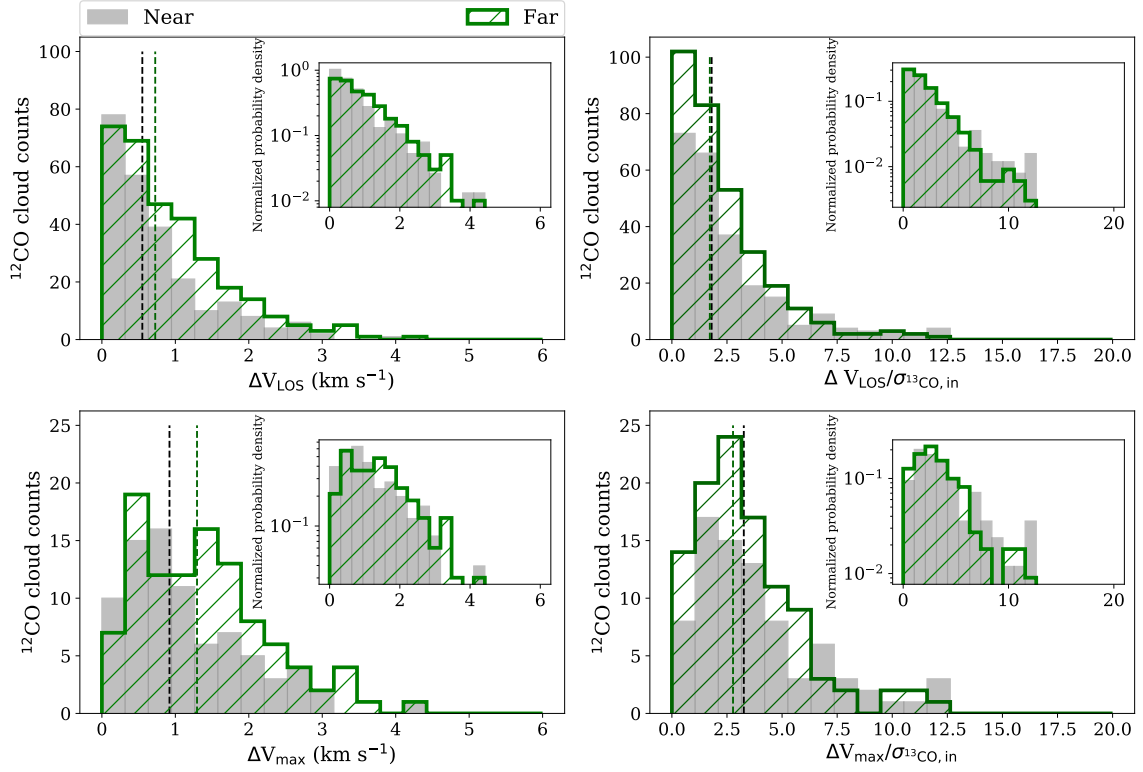 Near Far
100
80
60
40
20
0
¹²CO cloud counts
0 1 2 3 4 5 6
ΔV_LOS (km s⁻¹)
Normalized probability density
10⁰
10⁻¹
10⁻²
0 2 4 6
100
80
60
40
20
0
¹²CO cloud counts
0.0 2.5 5.0 7.5 10.0 12.5 15.0 17.5 20.0
Δ V_LOS/σ_¹³CO, in
Normalized probability density
10⁻¹
10⁻²
0 10 20
25
20
15
10
5
0
¹²CO cloud counts
0 1 2 3 4 5 6
ΔV_max (km s⁻¹)
Normalized probability density
10⁻¹
0 2 4 6
25
20
15
10
5
0
¹²CO cloud counts
0.0 2.5 5.0 7.5 10.0 12.5 15.0 17.5 20.0
ΔV_max/σ_¹³CO, in
Normalized probability density
10⁻¹
10⁻²
0 10 20